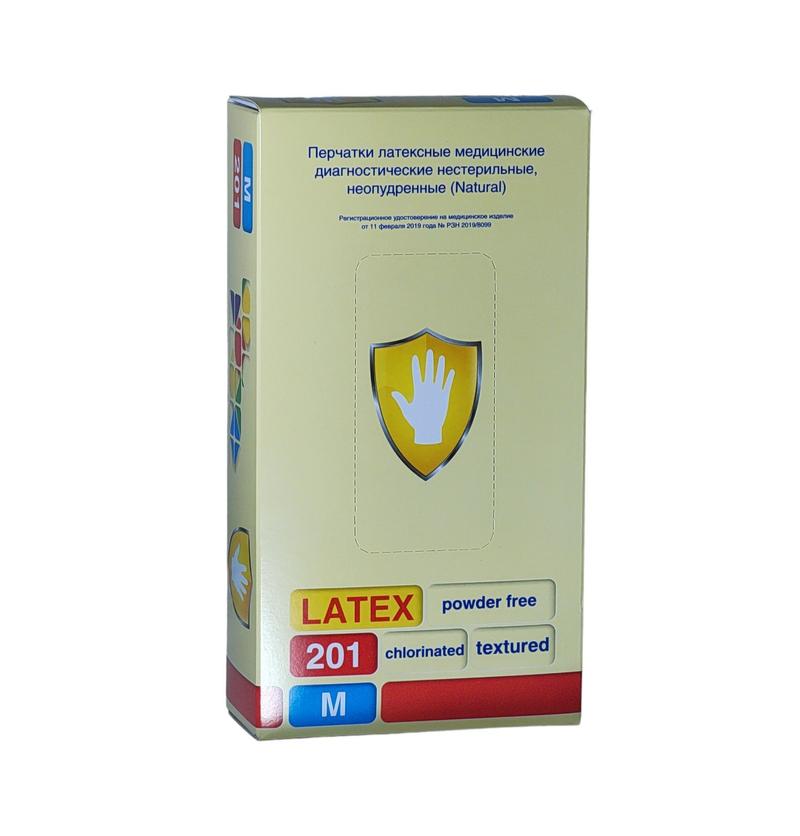 Перчатки латексные медицинские
диагностические нестерильные,
неопудренные (Natural)
Регистрационное удостоверение на медицинское изделие
от 11 февраля 2019 года № РЗН 2019/8099
M
201
M
LATEX
powder free
201
chlorinated
textured
M